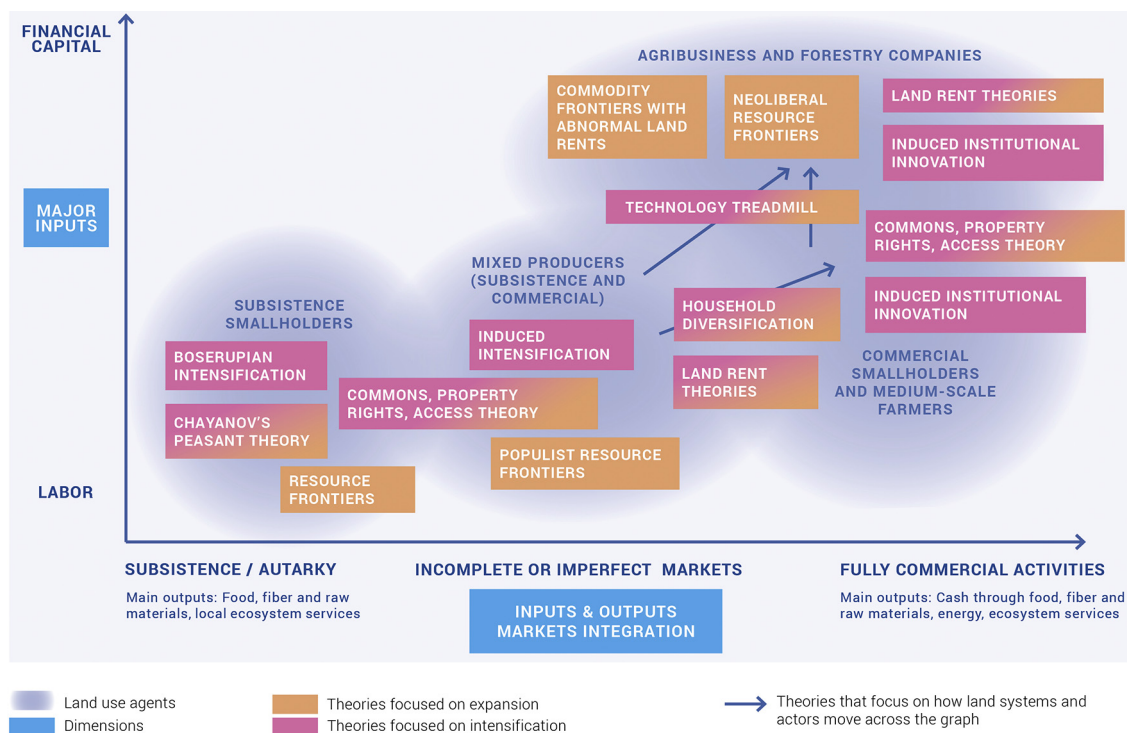 FINANCIAL
CAPITAL
AGRIBUSINESS AND FORESTRY COMPANIES
COMMODITY
FRONTIERS WITH
ABNORMAL LAND
RENTS
NEOLIBERAL
RESOURCE
FRONTIERS
LAND RENT THEORIES
INDUCED INSTITUTIONAL
INNOVATION
MAJOR
INPUTS
TECHNOLOGY TREADMILL
COMMONS, PROPERTY
RIGHTS, ACCESS THEORY
MIXED PRODUCERS
(SUBSISTENCE AND
COMMERCIAL)
SUBSISTENCE
SMALLHOLDERS
HOUSEHOLD
DIVERSIFICATION
INDUCED INSTITUTIONAL
INNOVATION
INDUCED
INTENSIFICATION
BOSERUPIAN
INTENSIFICATION
LAND RENT
THEORIES
COMMERCIAL
SMALLHOLDERS
AND MEDIUM-SCALE
FARMERS
COMMONS, PROPERTY
RIGHTS, ACCESS THEORY
CHAYANOV'S
PEASANT THEORY
POPULIST RESOURCE
FRONTIERS
RESOURCE
FRONTIERS
LABOR
SUBSISTENCE / AUTARKY
Main outputs: Food, fiber and raw
materials, local ecosystem services
INCOMPLETE OR IMPERFECT MARKETS
INPUTS & OUTPUTS
MARKETS INTEGRATION
FULLY COMMERCIAL ACTIVITIES
Main outputs: Cash through food, fiber and
raw materials, energy, ecosystem services
Land use agents
Dimensions
Theories focused on expansion
Theories focused on intensification
Theories that focus on how land systems and
actors move across the graph